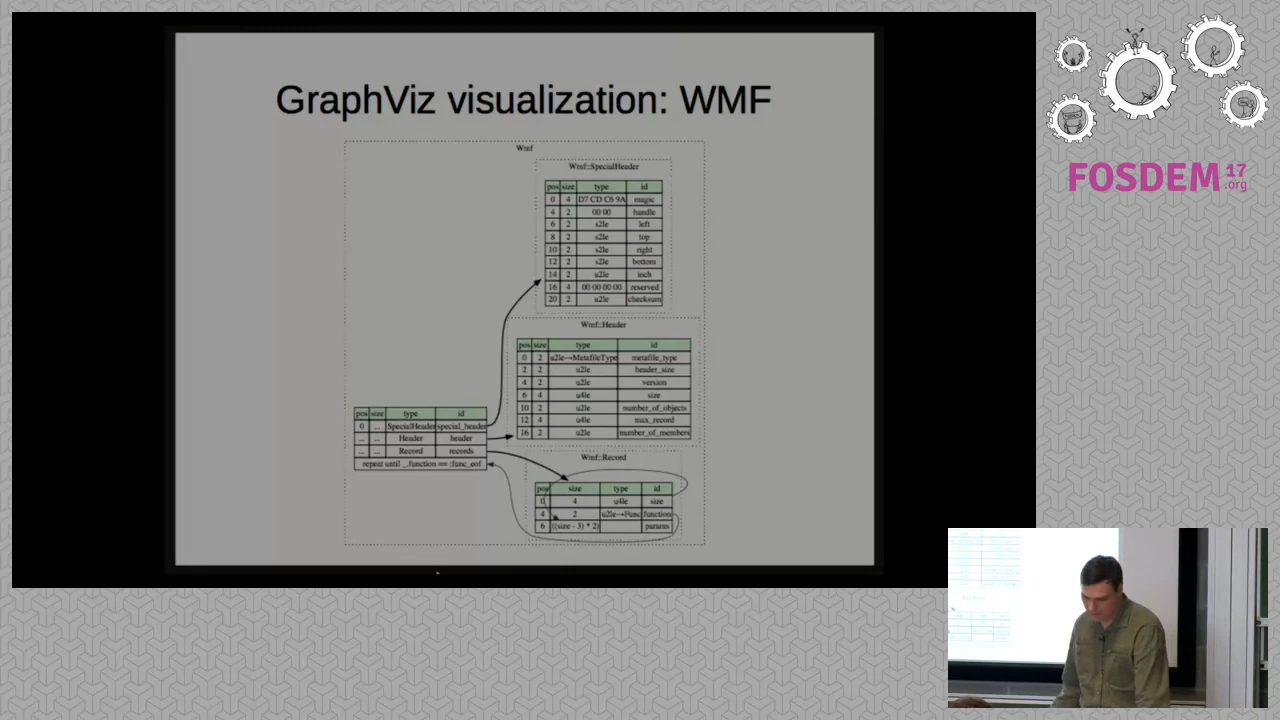 GraphViz visualization: WMF
Wmf
Wmf::SpecialHeader
pos size type id
0 4 D7 CD C6 9A magic
4 2 00 00 handle
6 2 s2le left
8 2 s2le top
10 2 s2le right
12 2 s2le bottom
14 2 u2le inch
16 4 00 00 00 00 reserved
20 2 u2le checksum
Wmf::Header
pos size type id
0 2 u2le→MetafileType metafile_type
2 2 u2le header_size
4 2 u2le version
6 4 u4le size
10 2 u2le number_of_objects
12 4 u4le max_record
16 2 u2le number_of_members
pos size type id
0 ... SpecialHeader special_header
... ... Header header
... ... Record records
repeat until _.function == :func_eof
Wmf::Record
pos size type id
0 4 u4le size
4 2 u2le→Func function
6 ((size - 3) * 2) params
FOSDEM 17
.org